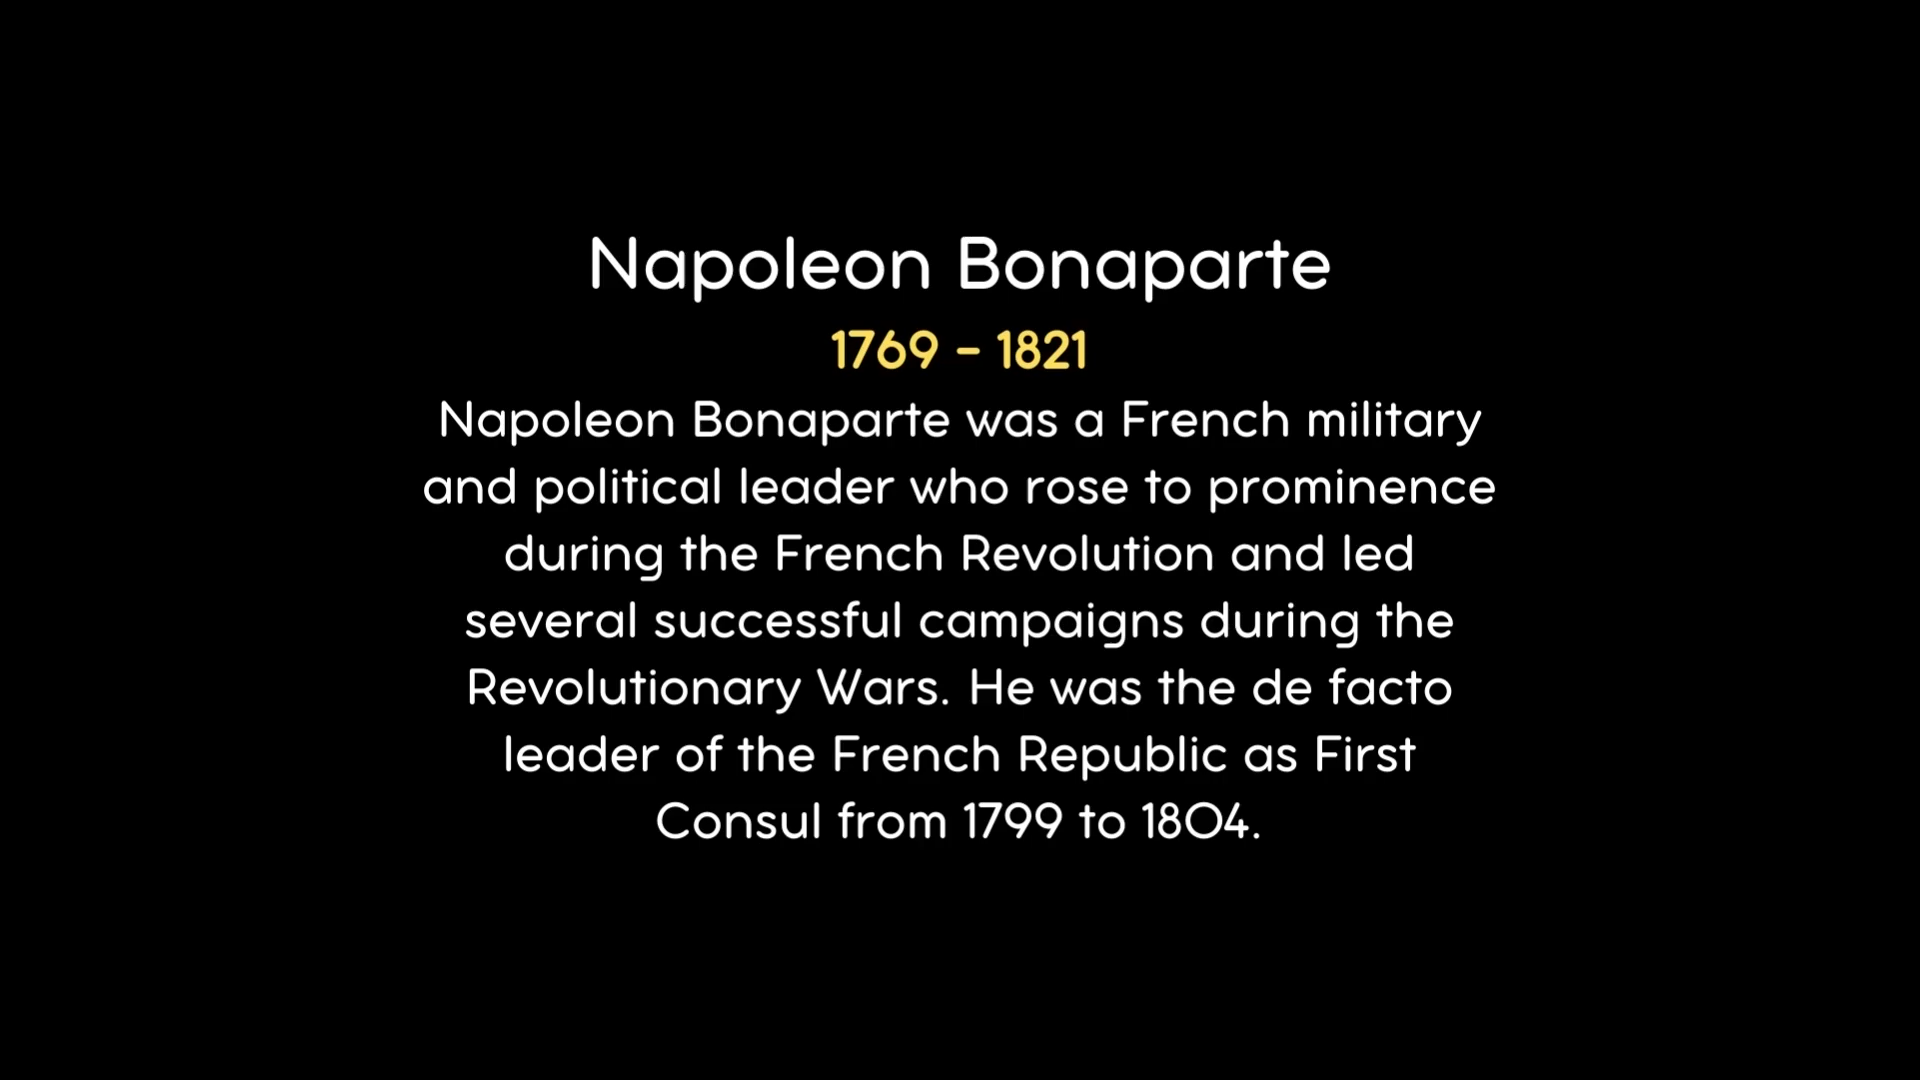 Napoleon Bonaparte
1769 - 1821
Napoleon Bonaparte was a French military
and political leader who rose to prominence
during the French Revolution and led
several successful campaigns during the
Revolutionary Wars. He was the de facto
leader of the French Republic as First
Consul from 1799 to 1804.